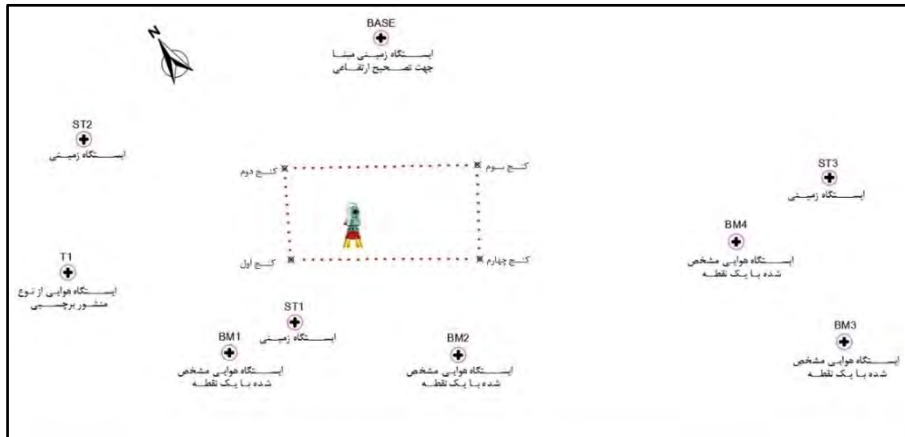 N
BASE
ایستگاه زمینی مبنا
جهت تصحیح ارتفاعی
ST2
ایستگاه زمینی
کنج دوم
کنج سوم
ST3
ایستگاه زمینی
BM4
ایستگاه هوایی مشخص
شده با یک نقطه
T1
ایستگاه هوایی از نوع
منشور برچسبی
کنج اول
کنج چهارم
ST1
ایستگاه زمینی
BM1
ایستگاه هوایی مشخص
شده با یک نقطه
BM2
ایستگاه هوایی مشخص
شده با یک نقطه
BM3
ایستگاه هوایی مشخص
شده با یک نقطه